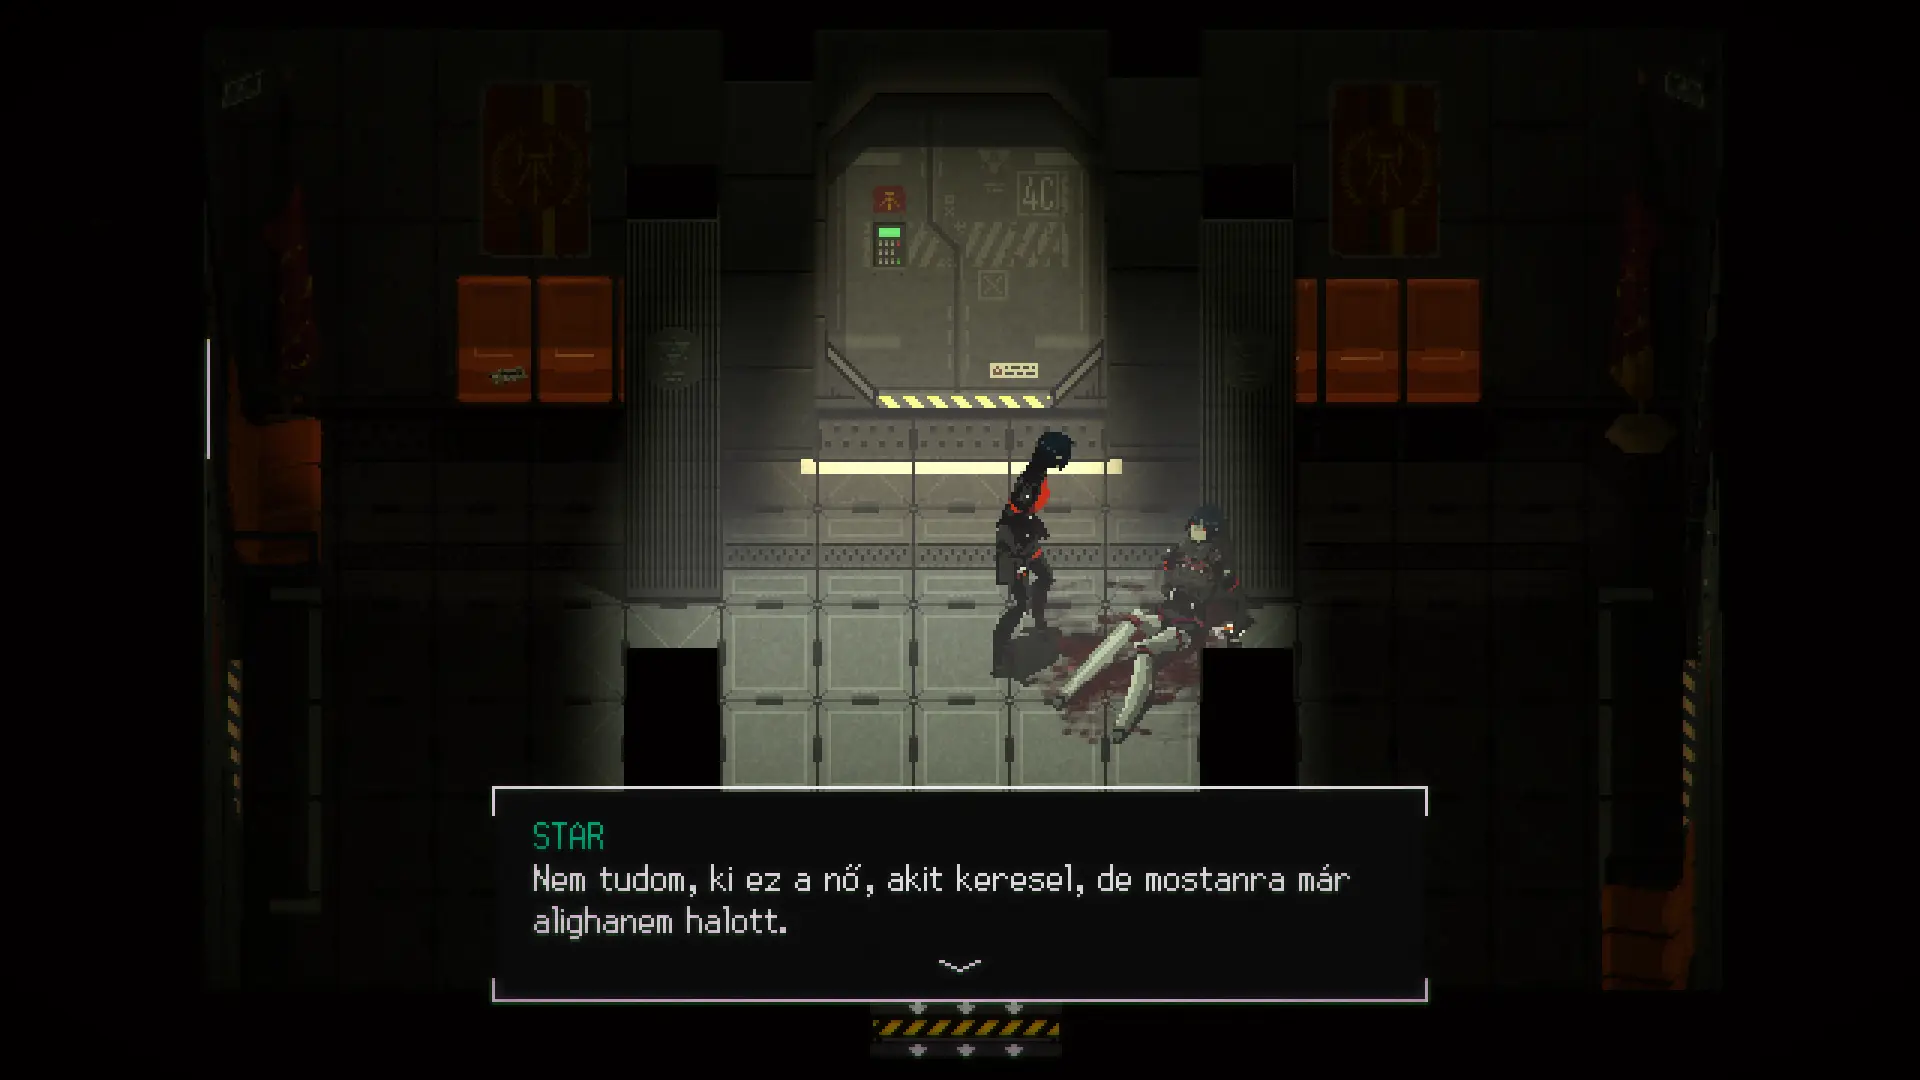 4C
STAR
Nem tudom, ki ez a nő, akit keresel, de mostanra már
alighanem halott.